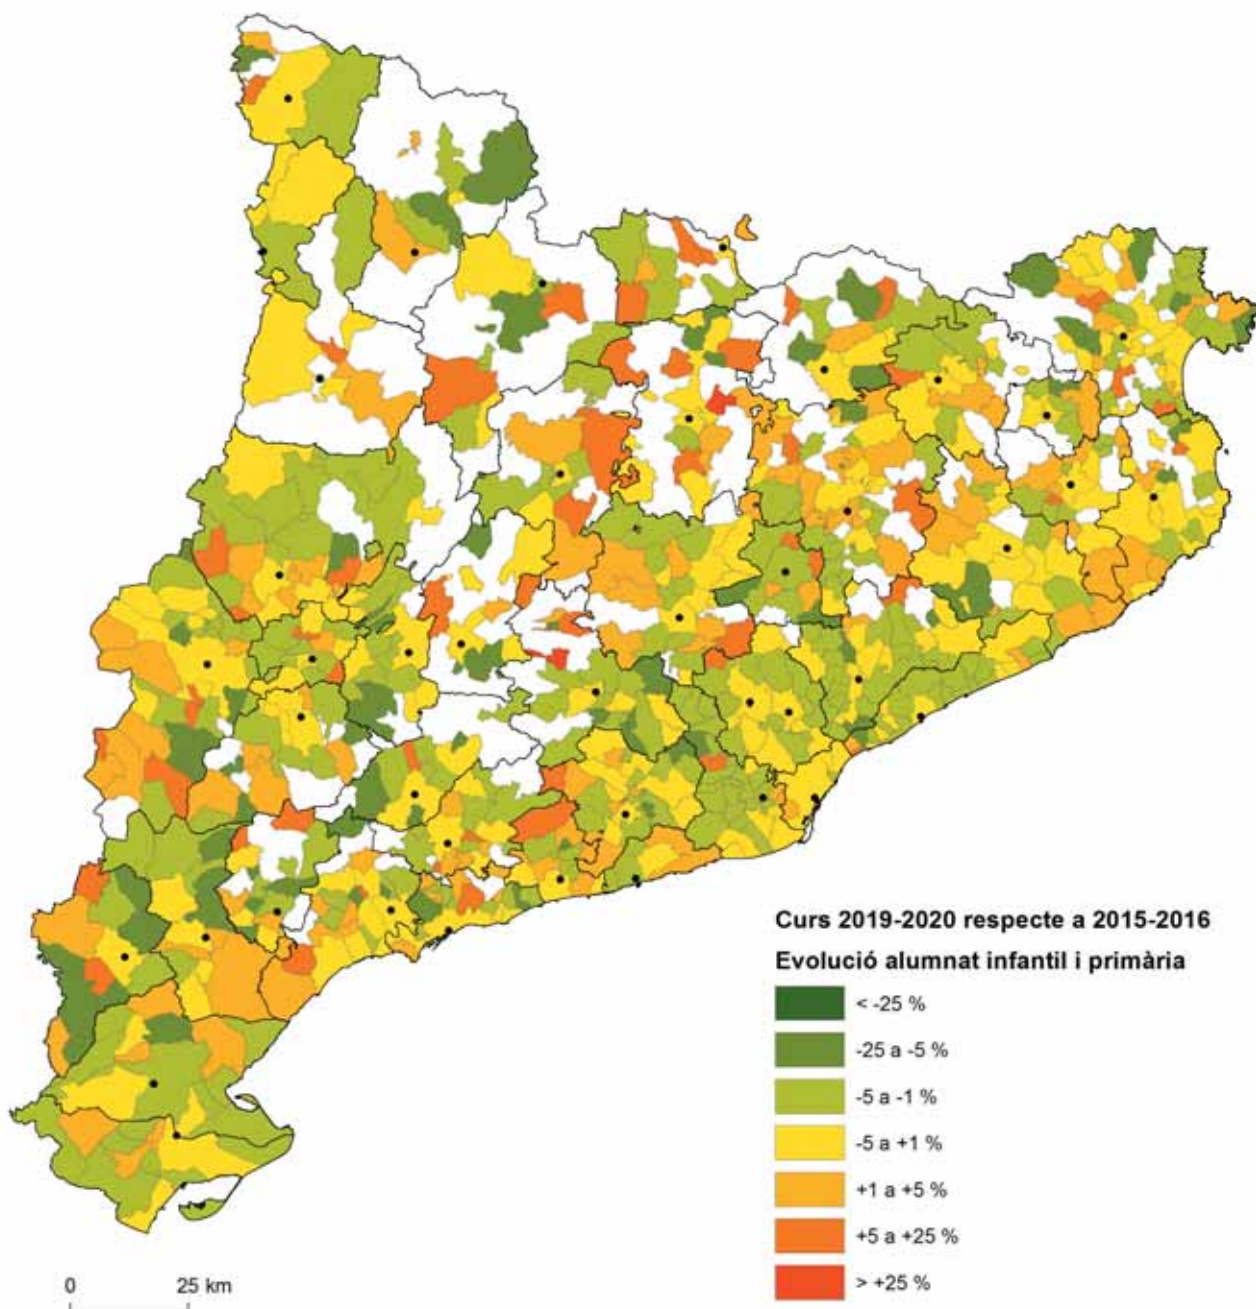 Curs 2019-2020 respecte a 2015-2016
Evolució alumnat infantil i primària
< -25 %
-25 a -5 %
-5 a -1 %
-5 a +1 %
+1 a +5 %
+5 a +25 %
> +25 %
0 25 km